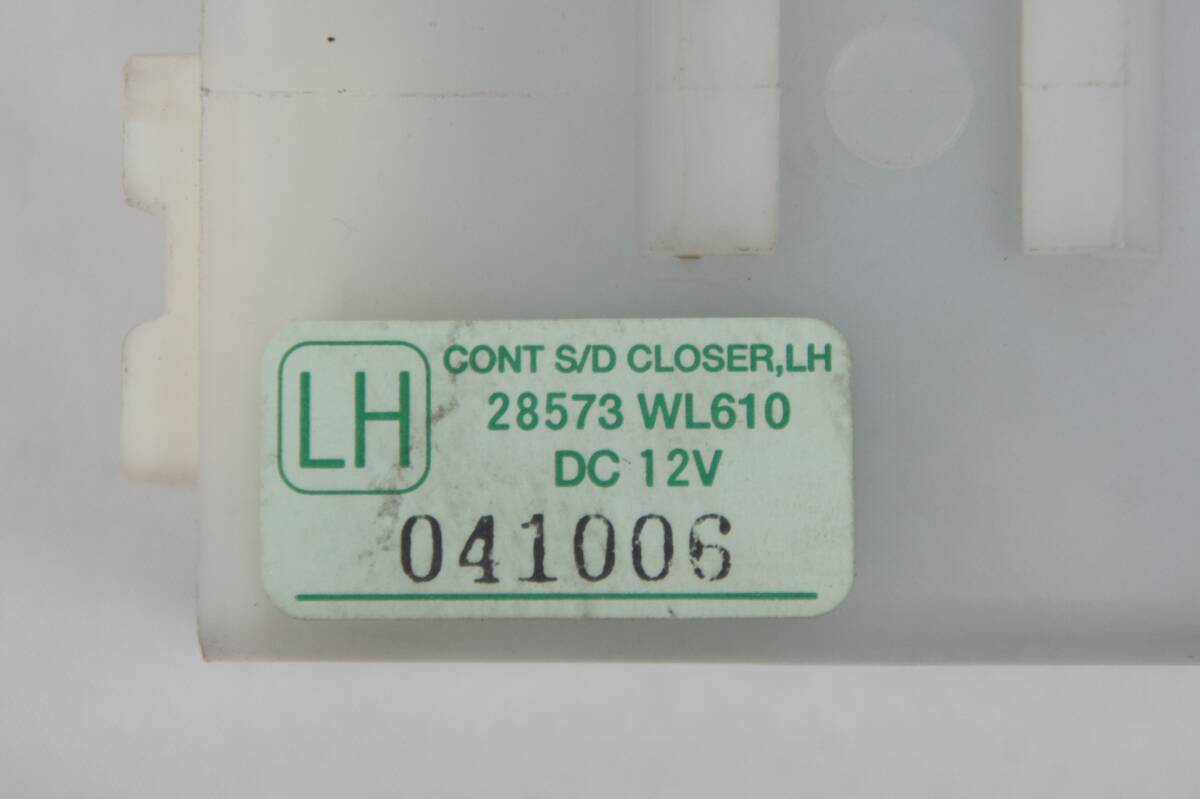 LH
CONT S/D CLOSER,LH
28573 WL610
DC 12V
041006